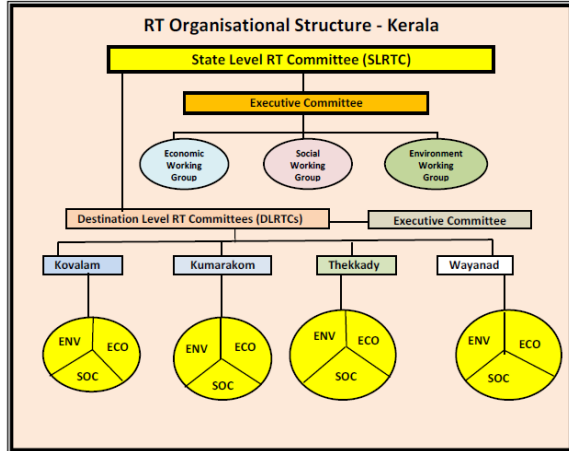 RT Organisational Structure - Kerala
State Level RT Committee (SLRTC)
Executive Committee
Economic
Working
Group
Social
Working
Group
Environment
Working
Group
Destination Level RT Committees (DLRTCs)
Executive Committee
Kovalam
Kumarakom
Thekkady
Wayanad
ENV
ECO
SOC
ENV
ECO
SOC
ENV
ECO
SOC
ENV
ECO
SOC